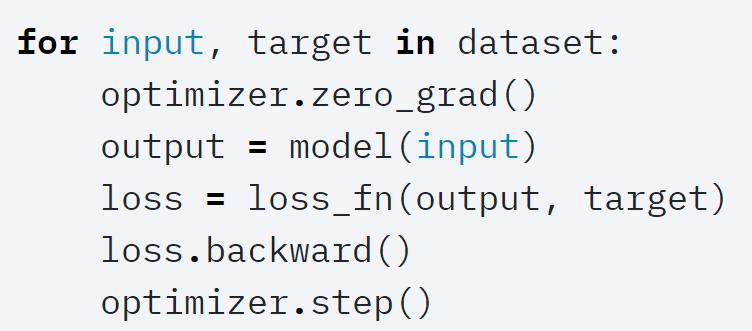 for input, target in dataset:
    optimizer.zero_grad()
    output = model(input)
    loss = loss_fn(output, target)
    loss.backward()
    optimizer.step()